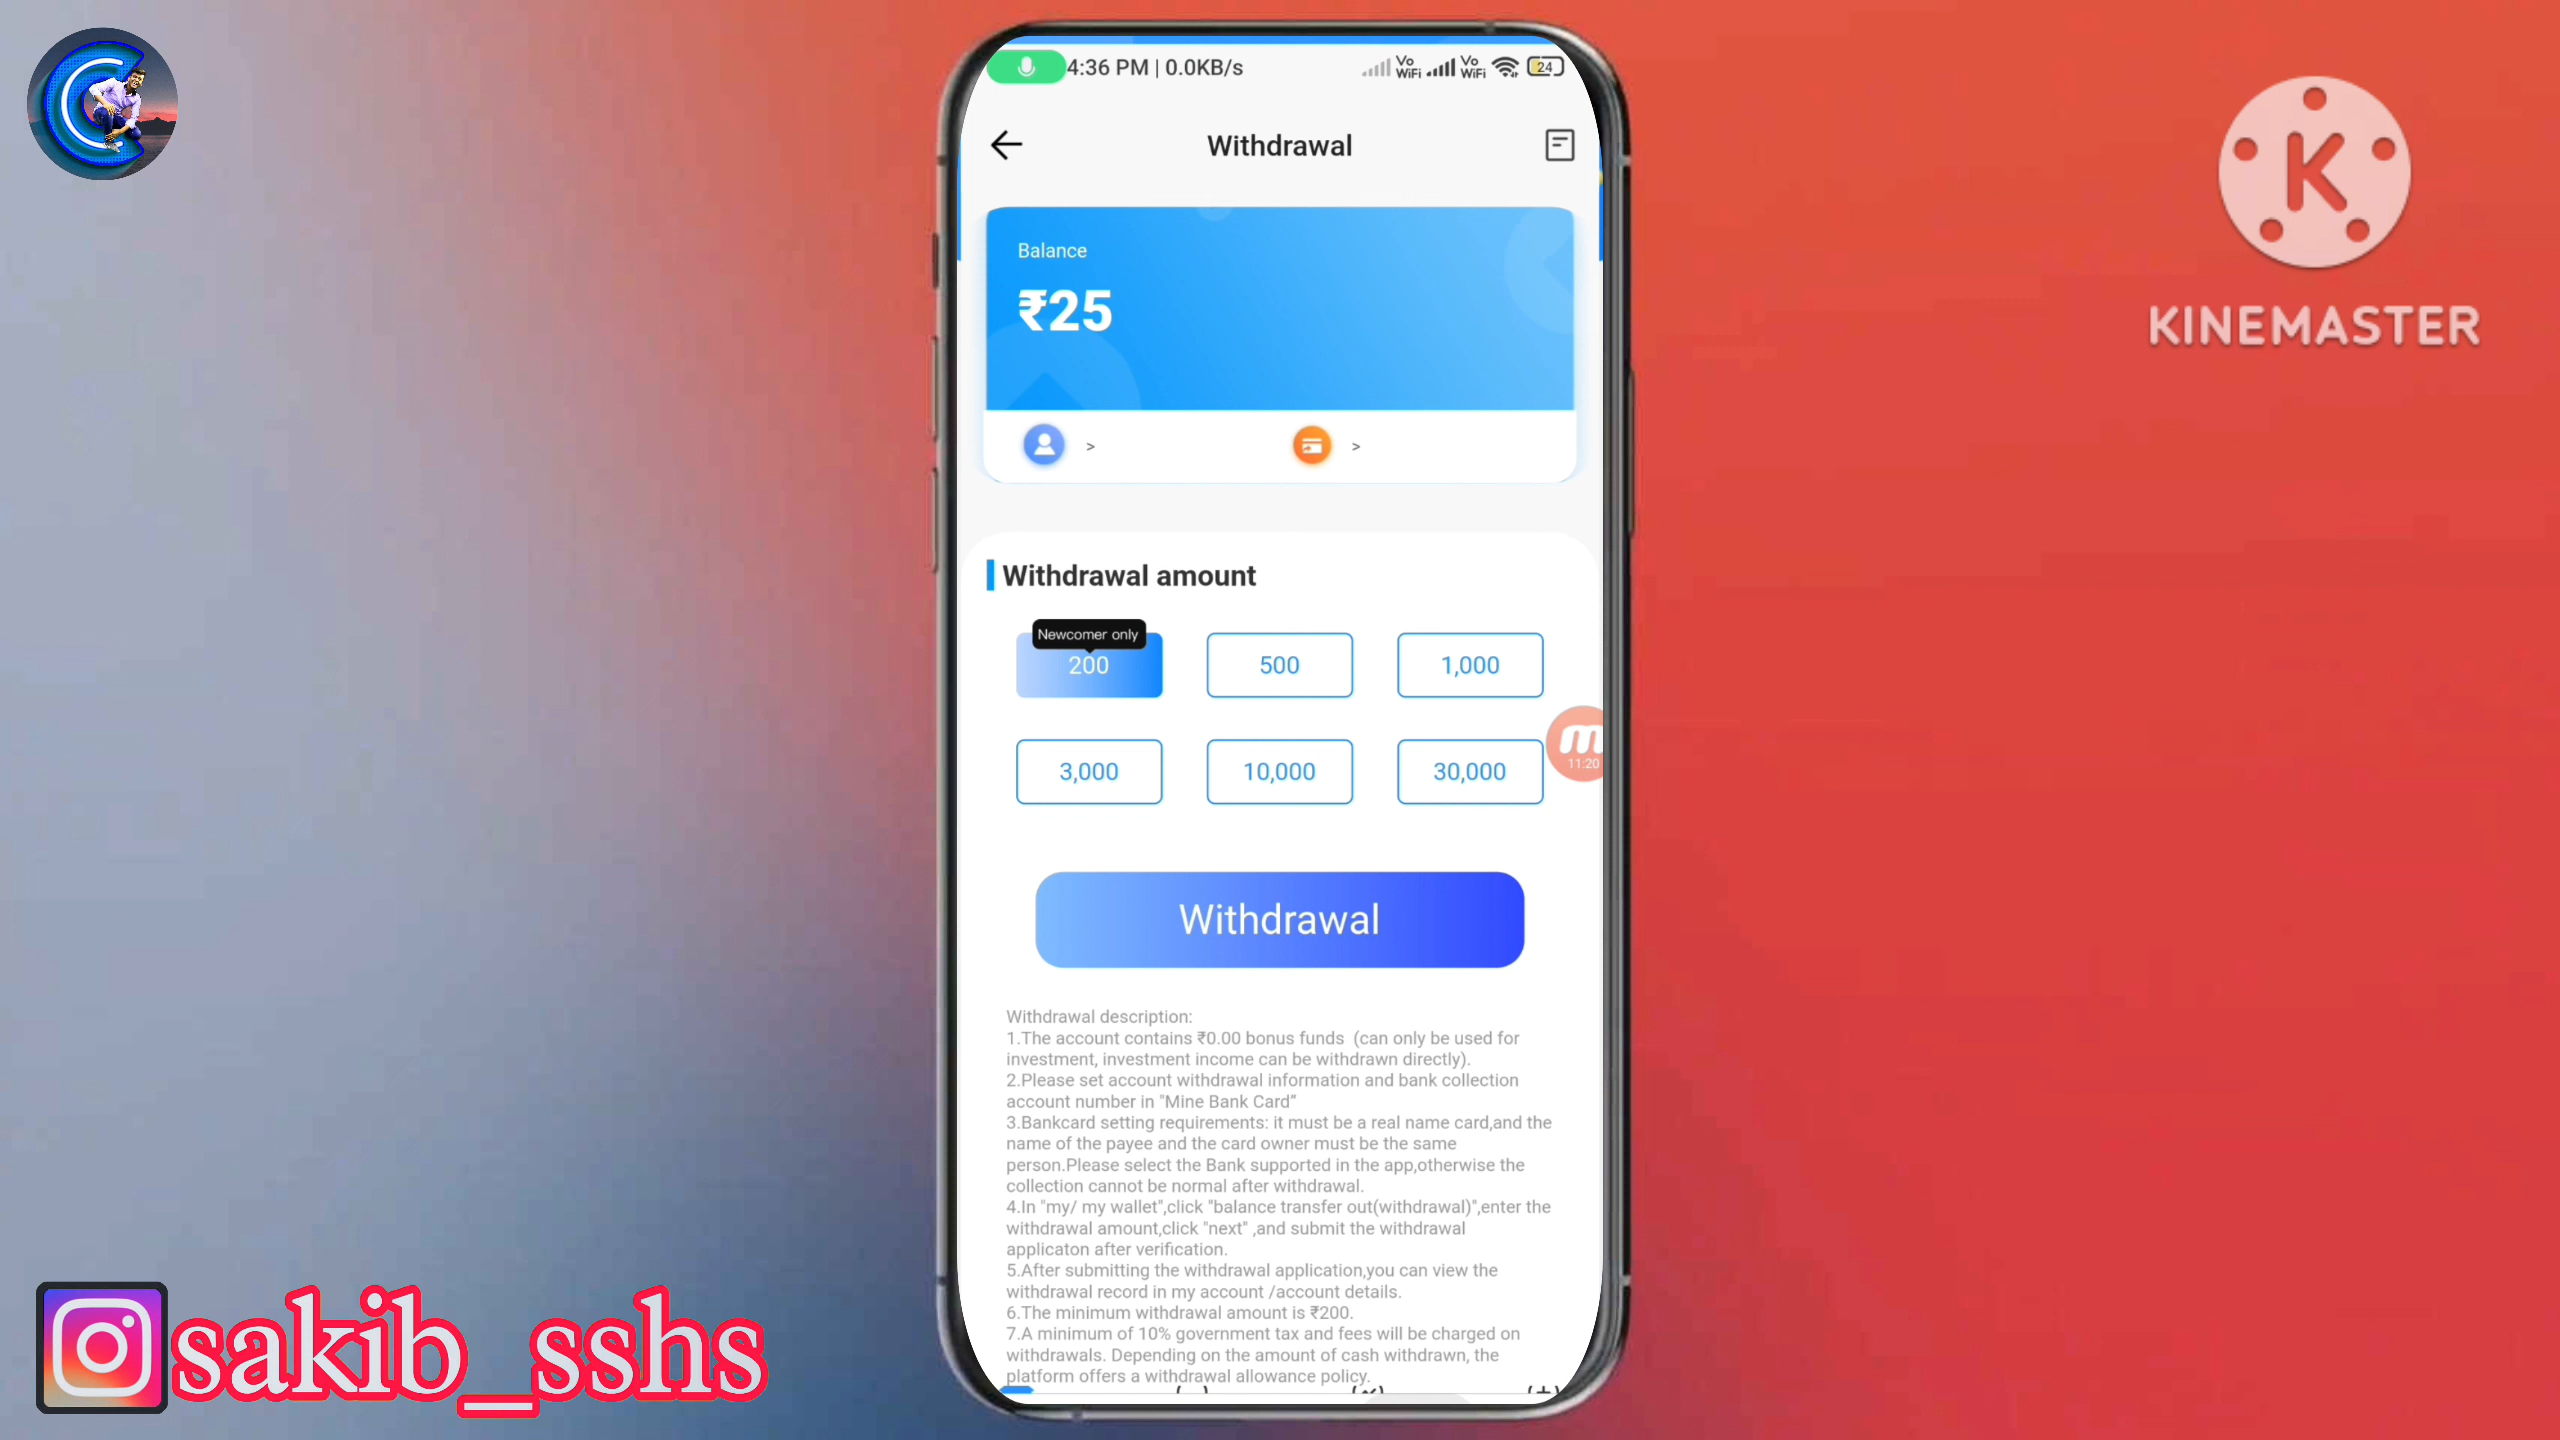 4:36 PM | 0.0KB/s
Vo WiFi Vo WiFi 24
Withdrawal
KINEMASTER
Balance
₹25
> >
Withdrawal amount
Newcomer only
200 500 1,000
11:20
3,000 10,000 30,000
Withdrawal
Withdrawal description:
1.The account contains ₹0.00 bonus funds (can only be used for
investment, investment income can be withdrawn directly).
2.Please set account withdrawal information and bank collection
account number in "Mine Bank Card"
3.Bankcard setting requirements: it must be a real name card,and the
name of the payee and the card owner must be the same
person.Please select the Bank supported in the app,otherwise the
collection cannot be normal after withdrawal.
4.In "my/ my wallet",click "balance transfer out(withdrawal)",enter the
withdrawal amount,click "next" ,and submit the withdrawal
applicaton after verification.
5.After submitting the withdrawal application,you can view the
withdrawal record in my account /account details.
6.The minimum withdrawal amount is ₹200.
7.A minimum of 10% government tax and fees will be charged on
withdrawals. Depending on the amount of cash withdrawn, the
platform offers a withdrawal allowance policy.
sakib_sshs